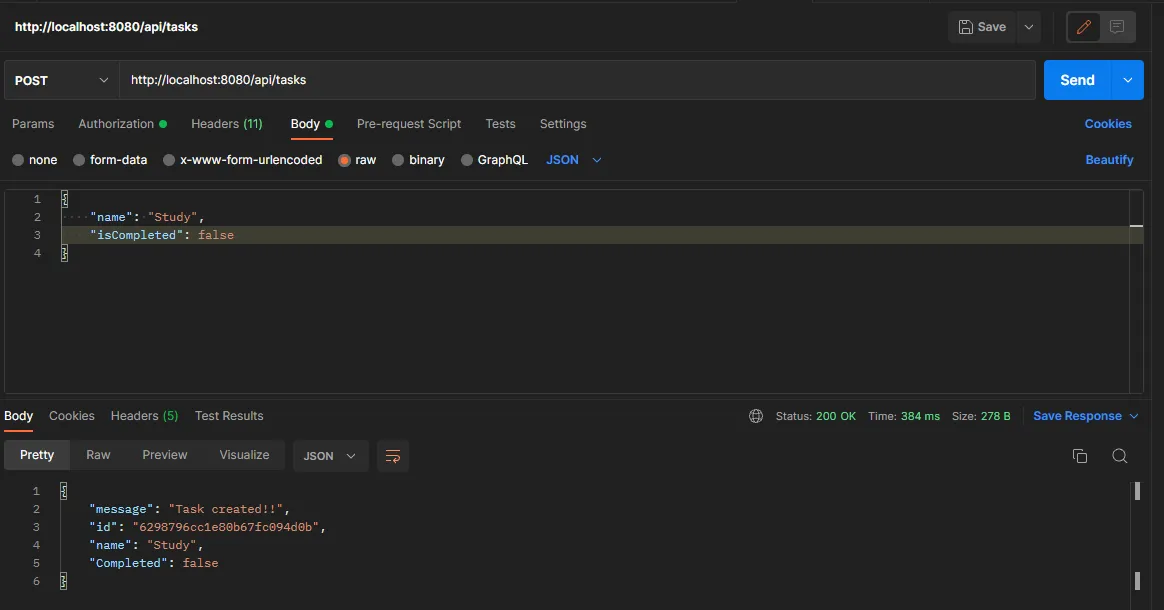 http://localhost:8080/api/tasks
Save
POST
http://localhost:8080/api/tasks
Send
Params Authorization Headers (11) Body Pre-request Script Tests Settings Cookies
none form-data x-www-form-urlencoded raw binary GraphQL JSON Beautify
1 {
2 "name": "Study",
3 "isCompleted": false
4 }
Body Cookies Headers (5) Test Results Status: 200 OK Time: 384 ms Size: 278 B Save Response
Pretty Raw Preview Visualize JSON
1 {
2 "message": "Task created!!",
3 "id": "6298796cc1e80b67fc094d0b",
4 "name": "Study",
5 "Completed": false
6 }